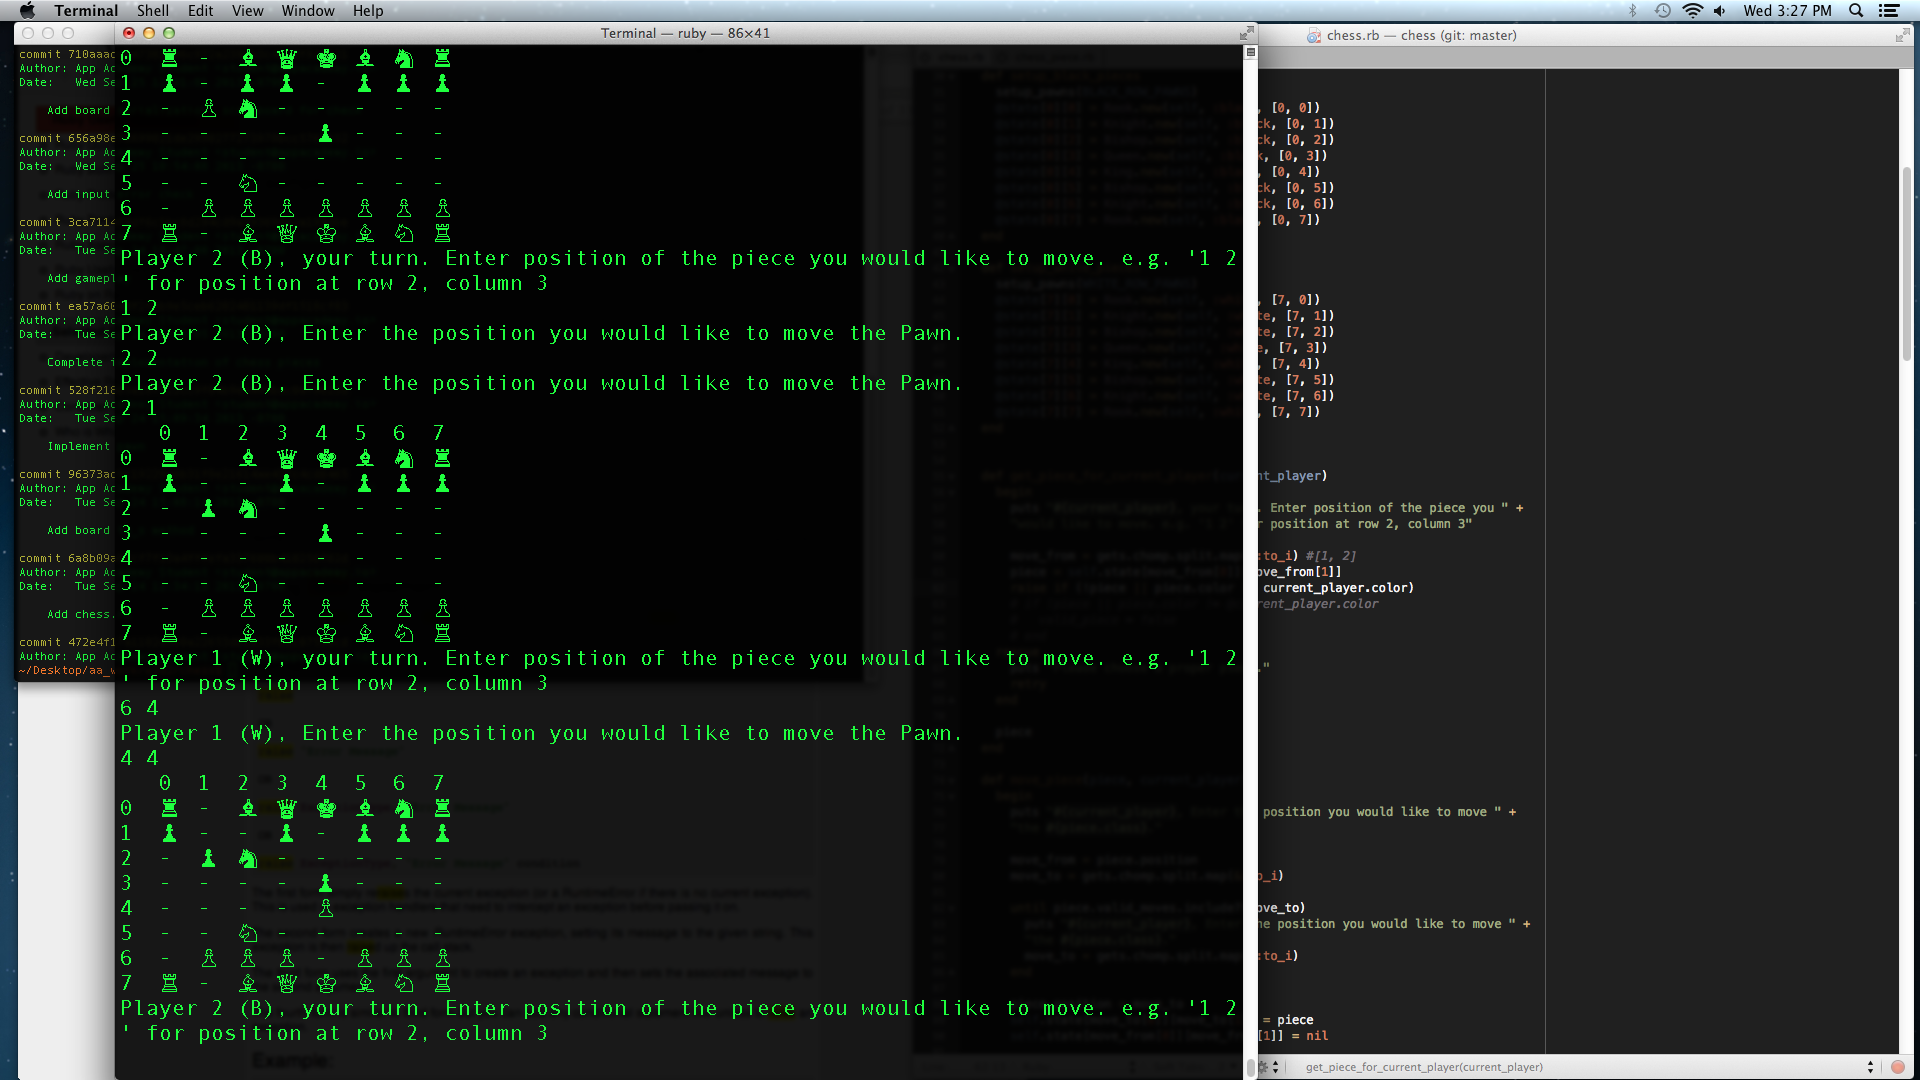 Terminal Shell Edit View Window Help Wed 3:27 PM
Terminal — ruby — 86×41
chess.rb — chess (git: master)
commit 710aaac
Author: App Ac
Date: Wed Se
Add board
commit 656a98e
Author: App Ac
Date: Wed Se
Add input
commit 3ca7114
Author: App Ac
Date: Tue Se
Add gamepl
commit ea57a60
Author: App Ac
Date: Tue Se
Complete i
commit 528f218
Author: App Ac
Date: Tue Se
Implement
commit 96373ac
Author: App Ac
Date: Tue Se
Add board
commit 6a8b09a
Author: App Ac
Date: Tue Se
Add chess.
commit 472e4f1
Author: App Ac
~/Desktop/aa_w
0 ♜ - ♝ ♛ ♚ ♝ ♞ ♜
1 ♟ - ♟ ♟ - ♟ ♟ ♟
2 - ♙ ♞ - - - - -
3 - - - - ♟ - - -
4 - - - - - - - -
5 - - ♘ - - - - -
6 - ♙ ♙ ♙ ♙ ♙ ♙ ♙
7 ♖ - ♗ ♕ ♔ ♗ ♘ ♖
Player 2 (B), your turn. Enter position of the piece you would like to move. e.g. '1 2
' for position at row 2, column 3
1 2
Player 2 (B), Enter the position you would like to move the Pawn.
2 2
Player 2 (B), Enter the position you would like to move the Pawn.
2 1
0 1 2 3 4 5 6 7
0 ♜ - ♝ ♛ ♚ ♝ ♞ ♜
1 ♟ - - ♟ - ♟ ♟ ♟
2 - ♟ ♞ - - - - -
3 - - - - ♟ - - -
4 - - - - - - - -
5 - - ♘ - - - - -
6 - ♙ ♙ ♙ ♙ ♙ ♙ ♙
7 ♖ - ♗ ♕ ♔ ♗ ♘ ♖
Player 1 (W), your turn. Enter position of the piece you would like to move. e.g. '1 2
' for position at row 2, column 3
6 4
Player 1 (W), Enter the position you would like to move the Pawn.
4 4
0 1 2 3 4 5 6 7
0 ♜ - ♝ ♛ ♚ ♝ ♞ ♜
1 ♟ - - ♟ - ♟ ♟ ♟
2 - ♟ ♞ - - - - -
3 - - - - ♟ - - -
4 - - - - ♙ - - -
5 - - ♘ - - - - -
6 - ♙ ♙ ♙ - ♙ ♙ ♙
7 ♖ - ♗ ♕ ♔ ♗ ♘ ♖
Player 2 (B), your turn. Enter position of the piece you would like to move. e.g. '1 2
' for position at row 2, column 3
Example:
, [0, 0])
ck, [0, 1])
k, [0, 2])
k, [0, 3])
, [0, 4])
ck, [0, 5])
ck, [0, 6])
, [0, 7])
, [7, 0])
te, [7, 1])
te, [7, 2])
e, [7, 3])
, [7, 4])
te, [7, 5])
te, [7, 6])
, [7, 7])
nt_player)
. Enter position of the piece you " +
r position at row 2, column 3"
:to_i) #[1, 2]
ove_from[1]]
current_player.color)
rent_player.color
."
position you would like to move " +
o_i)
ove_to)
he position you would like to move " +
:to_i)
= piece
[1]] = nil
get_piece_for_current_player(current_player)